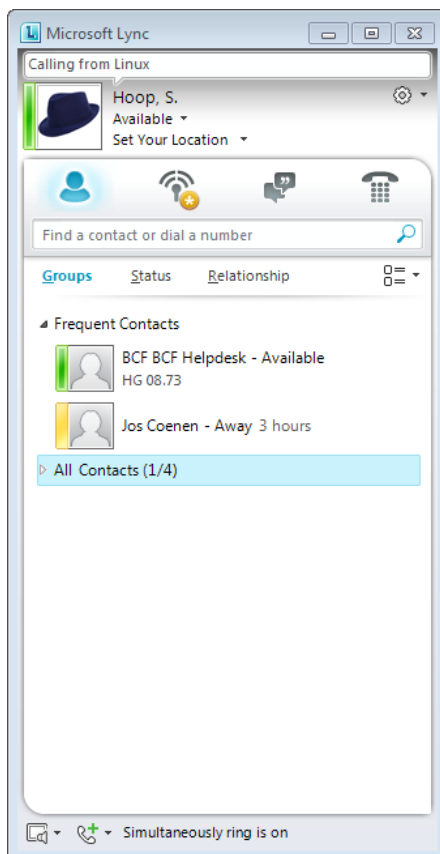 Microsoft Lync
Calling from Linux
Hoop, S.
Available
Set Your Location
Find a contact or dial a number
Groups Status Relationship
Frequent Contacts
BCF BCF Helpdesk - Available
HG 08.73
Jos Coenen - Away 3 hours
All Contacts (1/4)
Simultaneously ring is on